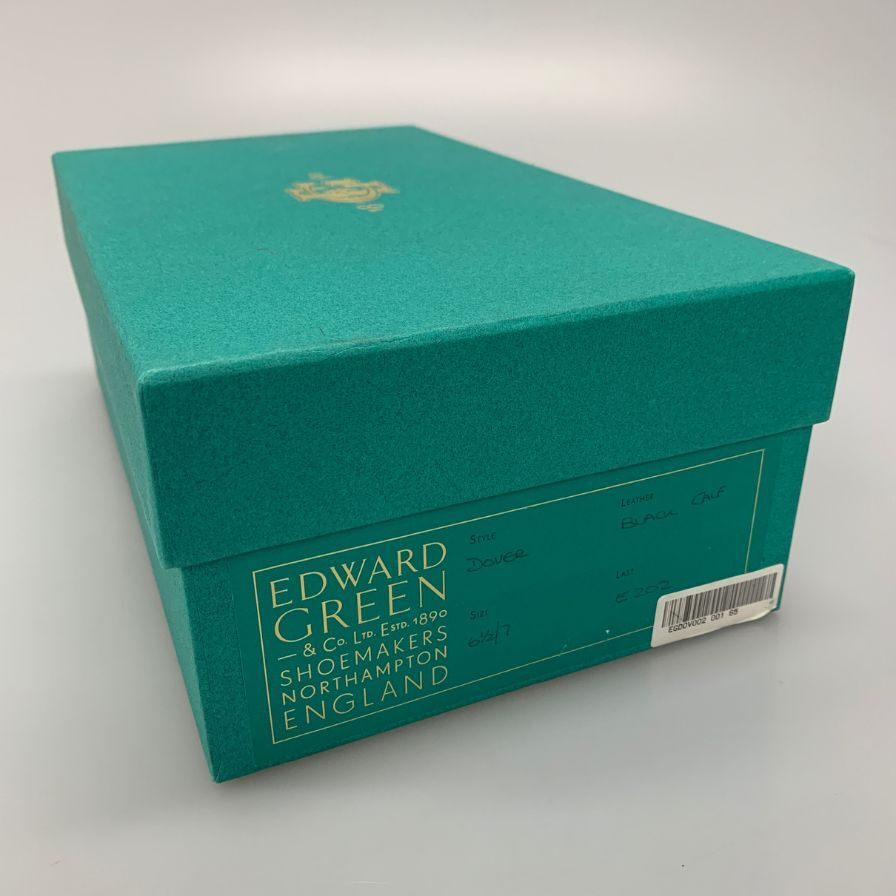 EDWARD
GREEN
& Co. LTD. ESTD. 1890
SHOEMAKERS
NORTHAMPTON
ENGLAND
STYLE
DOVER
LEATHER
BLACK CALF
SIZE
6½/7
LAST
E 202
EGDOV002 001 65